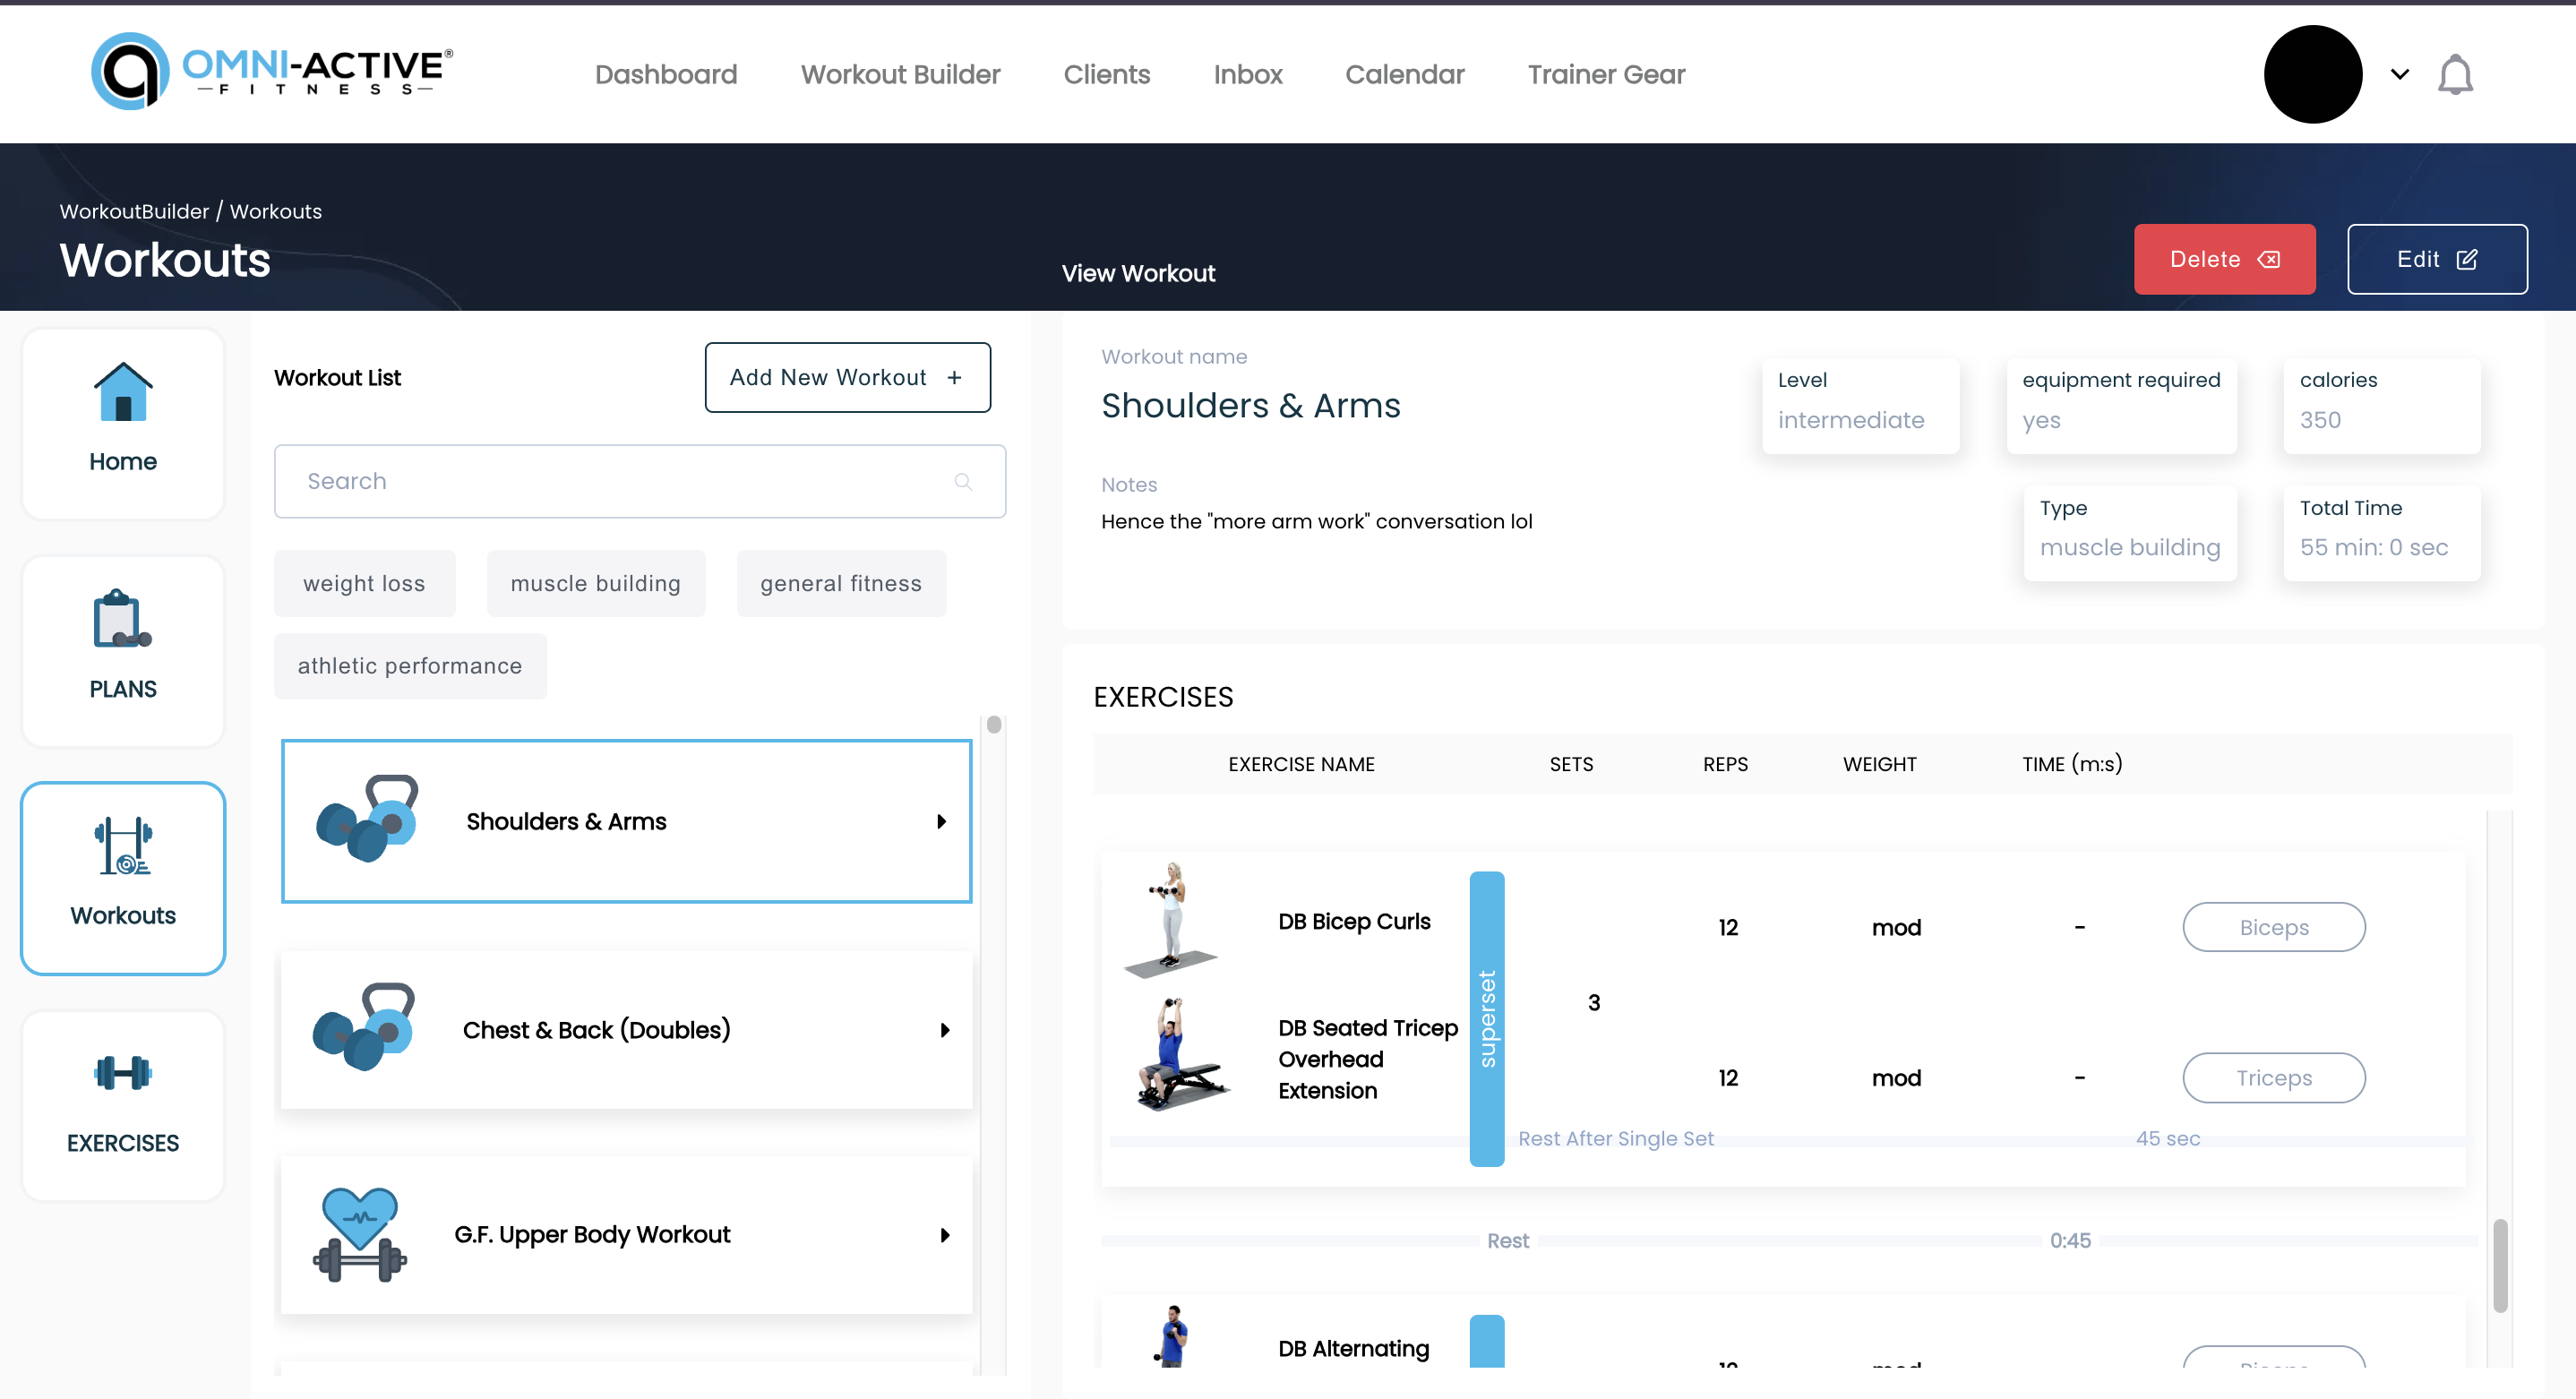 OMNI-ACTIVE®
FITNESS
Dashboard
Workout Builder
Clients
Inbox
Calendar
Trainer Gear
WorkoutBuilder / Workouts
Workouts
View Workout
Delete
Edit
Home
PLANS
Workouts
EXERCISES
Workout List
Add New Workout +
Search
weight loss
muscle building
general fitness
athletic performance
Shoulders & Arms
Chest & Back (Doubles)
G.F. Upper Body Workout
Workout name
Shoulders & Arms
Notes
Hence the "more arm work" conversation lol
Level
intermediate
equipment required
yes
calories
350
Type
muscle building
Total Time
55 min: 0 sec
EXERCISES
EXERCISE NAME SETS REPS WEIGHT TIME (m:s)
DB Bicep Curls
12 mod - Biceps
superset
3
DB Seated Tricep
Overhead
Extension
12 mod - Triceps
Rest After Single Set 45 sec
Rest 0:45
DB Alternating
12 mod